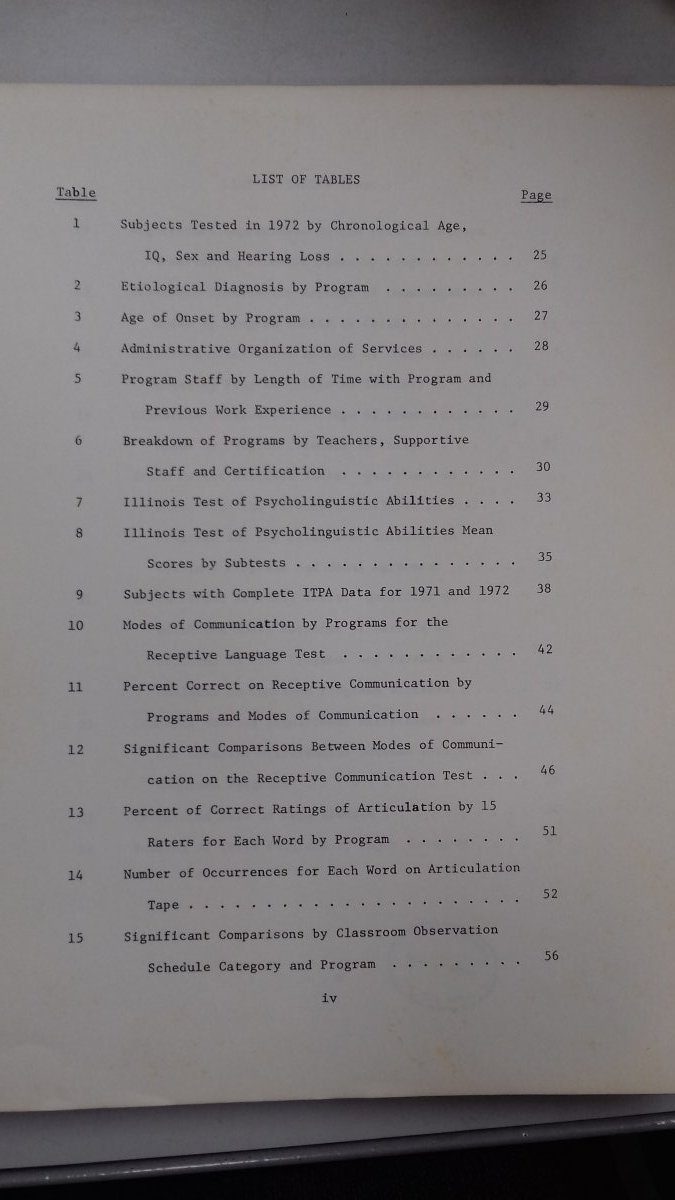 LIST OF TABLES
Table Page
1 Subjects Tested in 1972 by Chronological Age,
IQ, Sex and Hearing Loss . . . . . . . . . . . . 25
2 Etiological Diagnosis by Program . . . . . . . . . 26
3 Age of Onset by Program . . . . . . . . . . . . . . 27
4 Administrative Organization of Services . . . . . . 28
5 Program Staff by Length of Time with Program and
Previous Work Experience . . . . . . . . . . . . 29
6 Breakdown of Programs by Teachers, Supportive
Staff and Certification . . . . . . . . . . . . 30
7 Illinois Test of Psycholinguistic Abilities . . . . 33
8 Illinois Test of Psycholinguistic Abilities Mean
Scores by Subtests . . . . . . . . . . . . . . . 35
9 Subjects with Complete ITPA Data for 1971 and 1972 38
10 Modes of Communication by Programs for the
Receptive Language Test . . . . . . . . . . . . 42
11 Percent Correct on Receptive Communication by
Programs and Modes of Communication . . . . . . 44
12 Significant Comparisons Between Modes of Communi-
cation on the Receptive Communication Test . . . 46
13 Percent of Correct Ratings of Articulation by 15
Raters for Each Word by Program . . . . . . . . 51
14 Number of Occurrences for Each Word on Articulation
Tape . . . . . . . . . . . . . . . . . . . . . . 52
15 Significant Comparisons by Classroom Observation
Schedule Category and Program . . . . . . . . . 56
iv